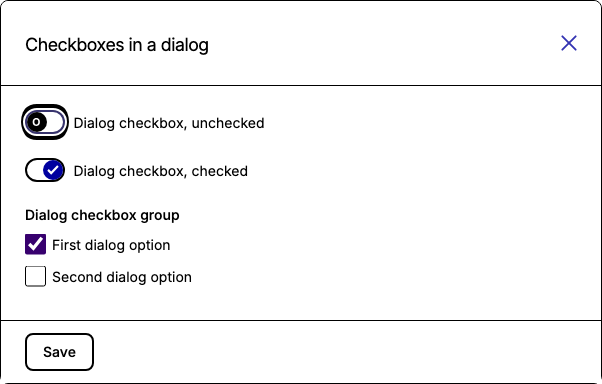 Checkboxes in a dialog
Dialog checkbox, unchecked
Dialog checkbox, checked
Dialog checkbox group
First dialog option
Second dialog option
Save